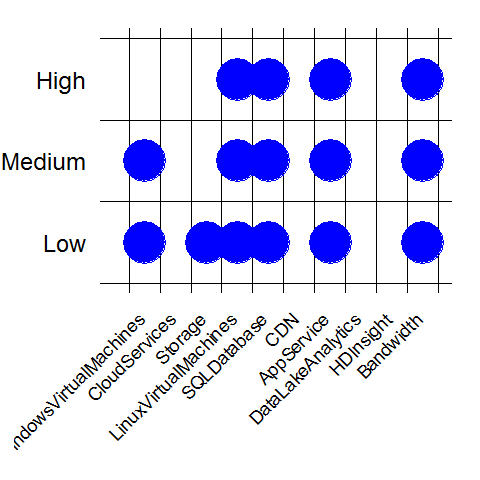 High
Medium
Low
ndowsVirtualMachines
CloudServices
Storage
LinuxVirtualMachines
SQLDatabase
CDN
AppService
DataLakeAnalytics
HDInsight
Bandwidth